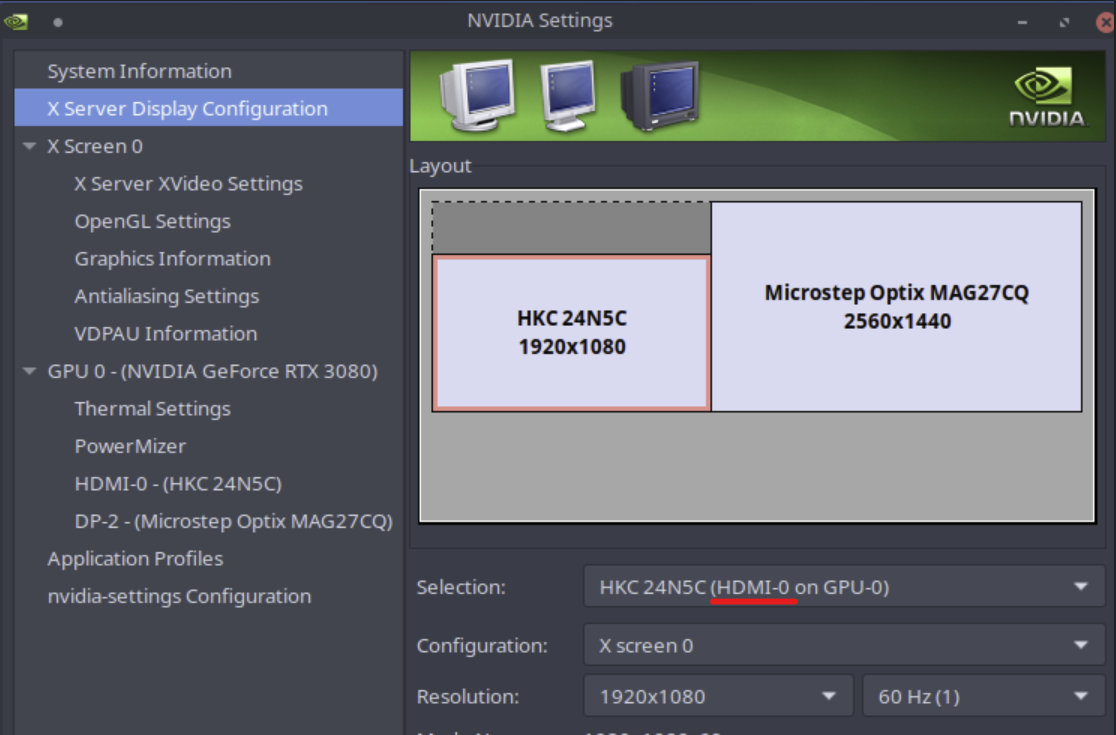 NVIDIA Settings
System Information
X Server Display Configuration
X Screen 0
X Server XVideo Settings
OpenGL Settings
Graphics Information
Antialiasing Settings
VDPAU Information
GPU 0 - (NVIDIA GeForce RTX 3080)
Thermal Settings
PowerMizer
HDMI-0 - (HKC 24N5C)
DP-2 - (Microstep Optix MAG27CQ)
Application Profiles
nvidia-settings Configuration
NVIDIA
Layout
HKC 24N5C
1920x1080
Microstep Optix MAG27CQ
2560x1440
Selection: HKC 24N5C (HDMI-0 on GPU-0)
Configuration: X screen 0
Resolution: 1920x1080 60 Hz (1)